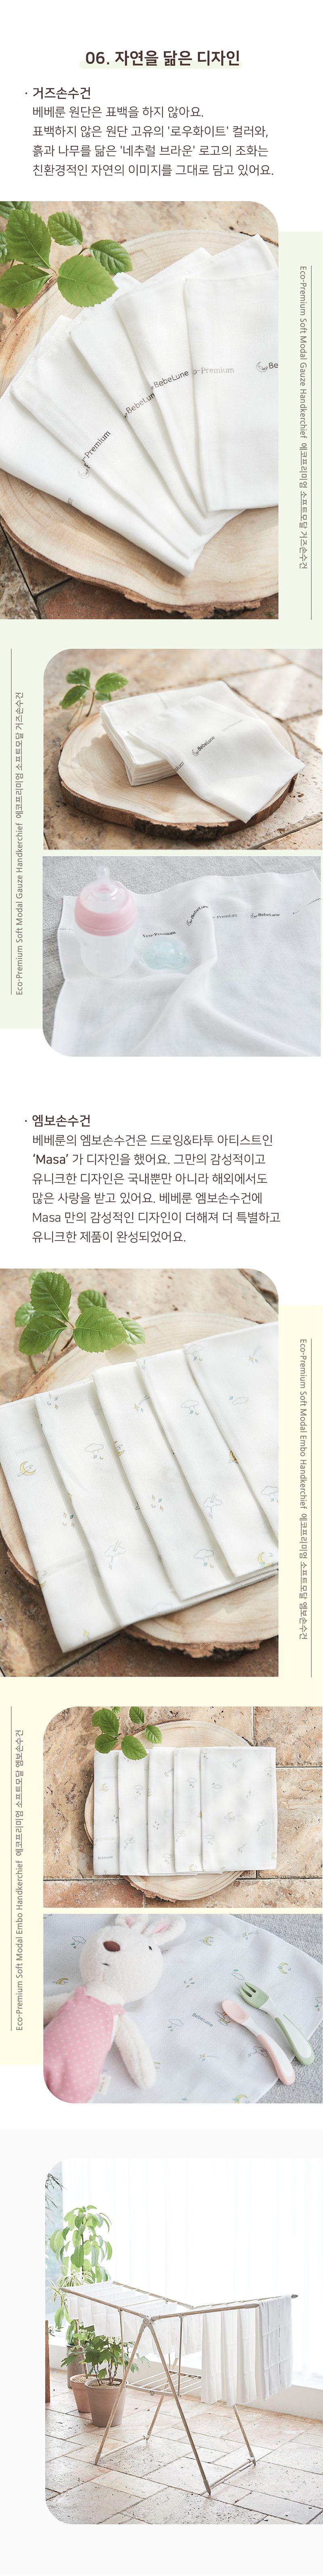 06. 자연을 닮은 디자인
· 거즈손수건
베베룬 원단은 표백을 하지 않아요.
표백하지 않은 원단 고유의 '로우화이트' 컬러와,
흙과 나무를 닮은 '네추럴 브라운' 로고의 조화는
친환경적인 자연의 이미지를 그대로 담고 있어요.
Eco-Premium Soft Modal Gauze Handkerchief 에코프리미엄 소프트모달 거즈손수건
BebeLune
o-Premium
Be
BebeLun
-Premium
Eco-Premium Soft Modal Gauze Handkerchief 에코프리미엄 소프트모달 거즈손수건
BebeLune
Eco-Premium
BebeLune
Premium
BebeLune
· 엠보손수건
베베룬의 엠보손수건은 드로잉&타투 아티스트인
‘Masa’ 가 디자인을 했어요. 그만의 감성적이고
유니크한 디자인은 국내뿐만 아니라 해외에서도
많은 사랑을 받고 있어요. 베베룬 엠보손수건에
Masa 만의 감성적인 디자인이 더해져 더 특별하고
유니크한 제품이 완성되었어요.
Eco-Premium Soft Modal Embo Handkerchief 에코프리미엄 소프트모달 엠보손수건
Eco-Premium Soft Modal Embo Handkerchief 에코프리미엄 소프트모달 엠보손수건
BebeLune